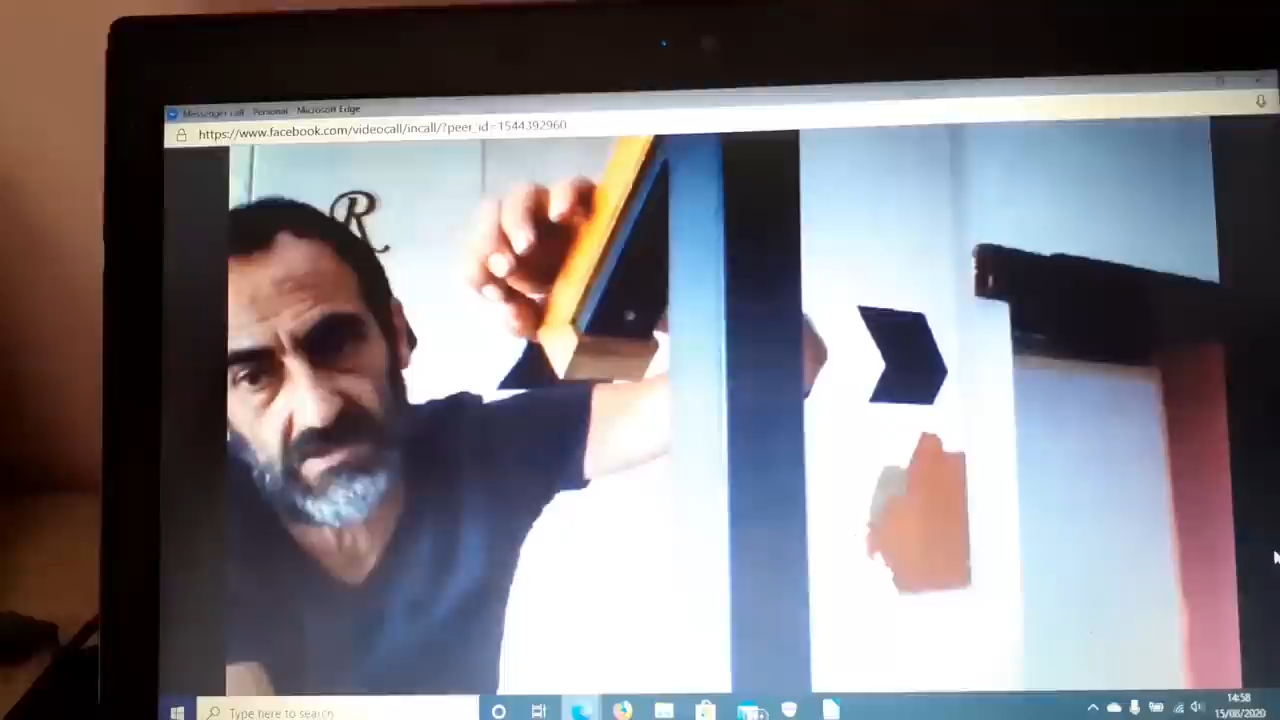 Messenger call - Personal - Microsoft Edge
https://www.facebook.com/videocall/incall/?peer_id=1544392960
R
Type here to search
14:58
15/08/2020